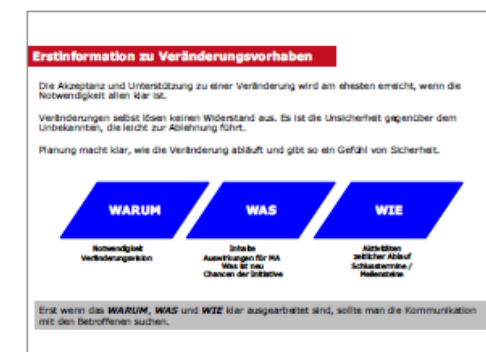 Erstinformation zu Veränderungsvorhaben
Die Akzeptanz und Unterstützung zu einer Veränderung wird am ehesten erreicht, wenn die
Notwendigkeit allen klar ist.
Veränderungen selbst lösen keinen Widerstand aus. Es ist die Unsicherheit gegenüber dem
Unbekannten, die leicht zur Ablehnung führt.
Planung macht klar, wie die Veränderung abläuft und gibt so ein Gefühl von Sicherheit.
WARUM
WAS
WIE
Notwendigkeit
Veränderungsvision
Inhalte
Auswirkungen für MA
Was ist neu
Chancen der Initiative
Aktivitäten
zeitlicher Ablauf
Schlüsseltermine /
Meilensteine
Erst wenn das WARUM, WAS und WIE klar ausgearbeitet sind, sollte man die Kommunikation
mit den Betroffenen suchen.